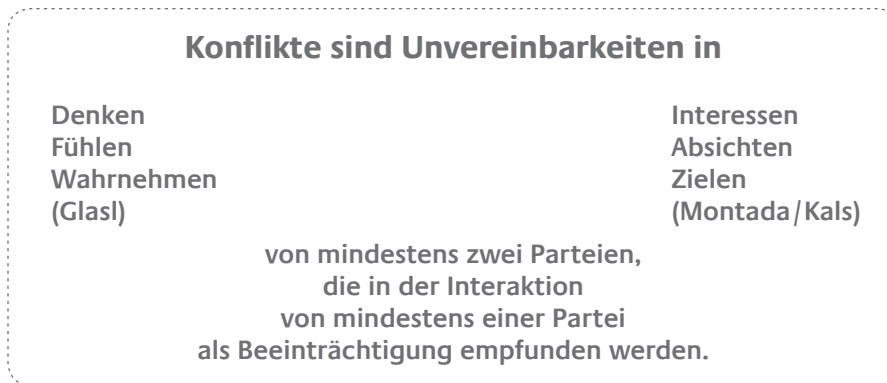 Konflikte sind Unvereinbarkeiten in
Denken
Fühlen
Wahrnehmen
(Glasl)
Interessen
Absichten
Zielen
(Montada/Kals)
von mindestens zwei Parteien,
die in der Interaktion
von mindestens einer Partei
als Beeinträchtigung empfunden werden.